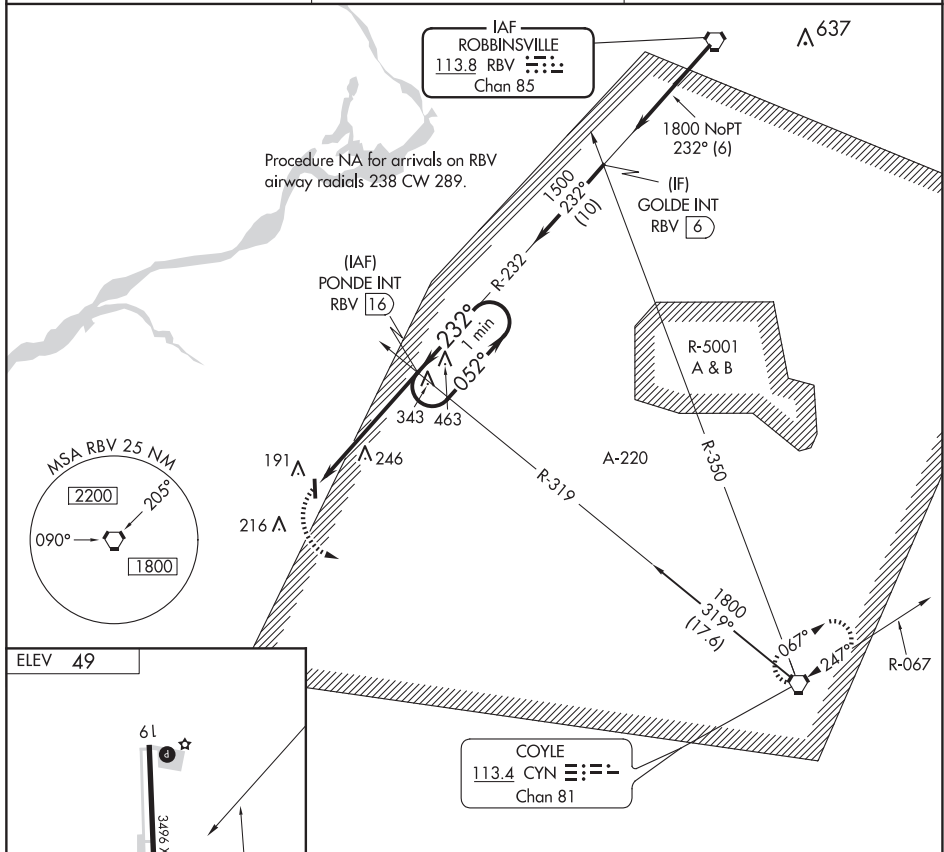 637
IAF
ROBBINSVILLE
113.8 RBV
Chan 85
1800 NoPT
232° (6)
Procedure NA for arrivals on RBV
airway radials 238 CW 289.
(IF)
GOLDE INT
RBV 6
1500
232°
(10)
R-232
(IAF)
PONDE INT
RBV 16
232°
1 min
052°
343 463
R-5001
A & B
A-220
R-350
R-319
191
246
216
MSA RBV 25 NM
2200
205°
090°
1800
1800
319°
(17.6)
067°
247°
R-067
COYLE
113.4 CYN
Chan 81
ELEV 49
19
P
3496 X